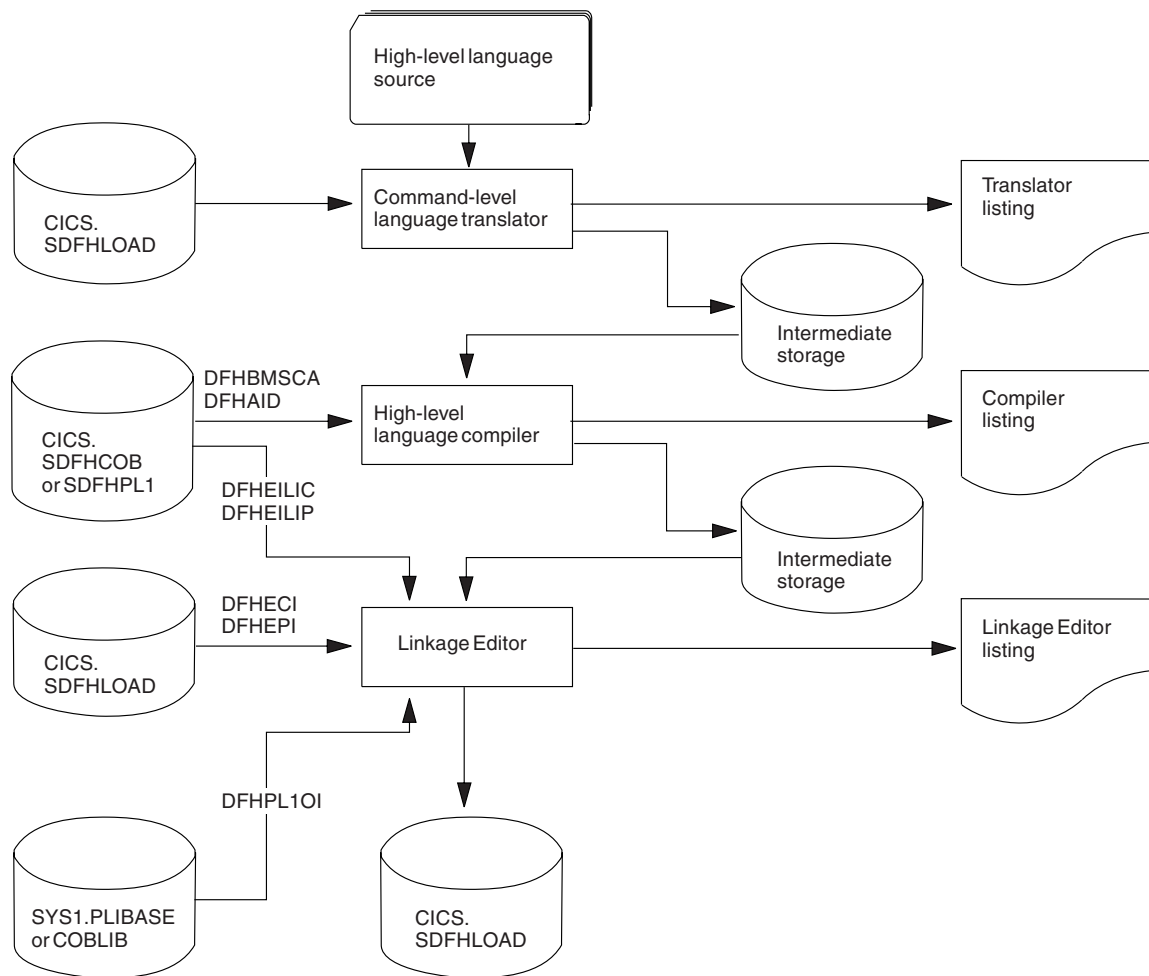 High-level language
source
CICS.
SDFHLOAD
Command-level
language translator
Translator
listing
Intermediate
storage
DFHBMSCA
DFHAID
CICS.
SDFHCOB
or SDFHPL1
High-level
language compiler
Compiler
listing
DFHEILIC
DFHEILIP
Intermediate
storage
DFHECI
DFHEPI
CICS.
SDFHLOAD
Linkage Editor
Linkage Editor
listing
DFHPL1OI
SYS1.PLIBASE
or COBLIB
CICS.
SDFHLOAD